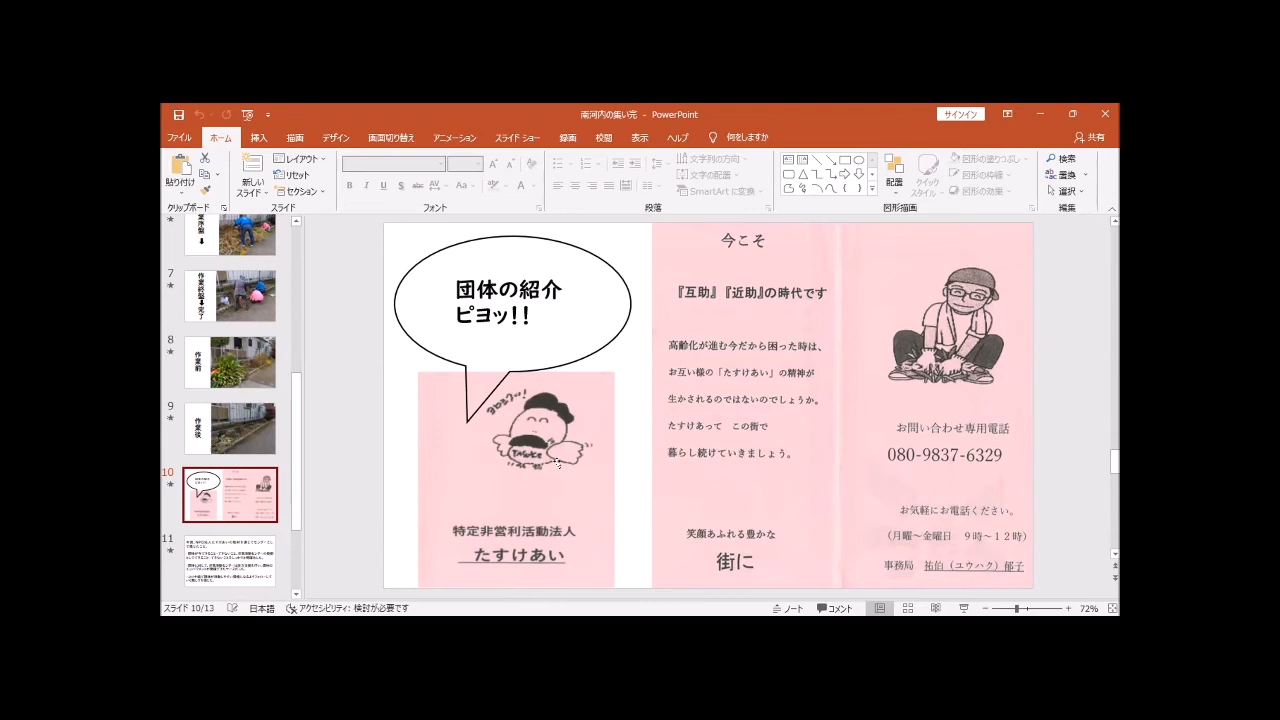 南河内の集い完 - PowerPoint
サインイン
ファイル ホーム 挿入 描画 デザイン 画面切り替え アニメーション スライド ショー 録画 校閲 表示 ヘルプ 何をしますか 共有
貼り付け
新しい
スライド
レイアウト
リセット
セクション
文字列の方向
文字の配置
SmartArt に変換
配置
クイック
スタイル
図形の塗りつぶし
図形の枠線
図形の効果
検索
置換
選択
クリップボード スライド フォント 段落 図形描画 編集
7
作業終盤➡完了
8
作業前
9
作業後
10
11
団体の紹介
ピヨッ!!
TASUKE
特定非営利活動法人
たすけあい
今こそ
『互助』『近助』の時代です
高齢化が進む今だから困った時は、
お互い様の「たすけあい」の精神が
生かされるのではないのでしょうか。
たすけあって この街で
暮らし続けていきましょう。
笑顔あふれる豊かな
街に
お問い合わせ専用電話
080-9837-6329
お気軽にお電話ください。
（月曜～金曜日 9時～12時）
事務局 祐伯（ユウハク）郁子
スライド 10/13 日本語 アクセシビリティ: 検討が必要です ノート コメント 72%